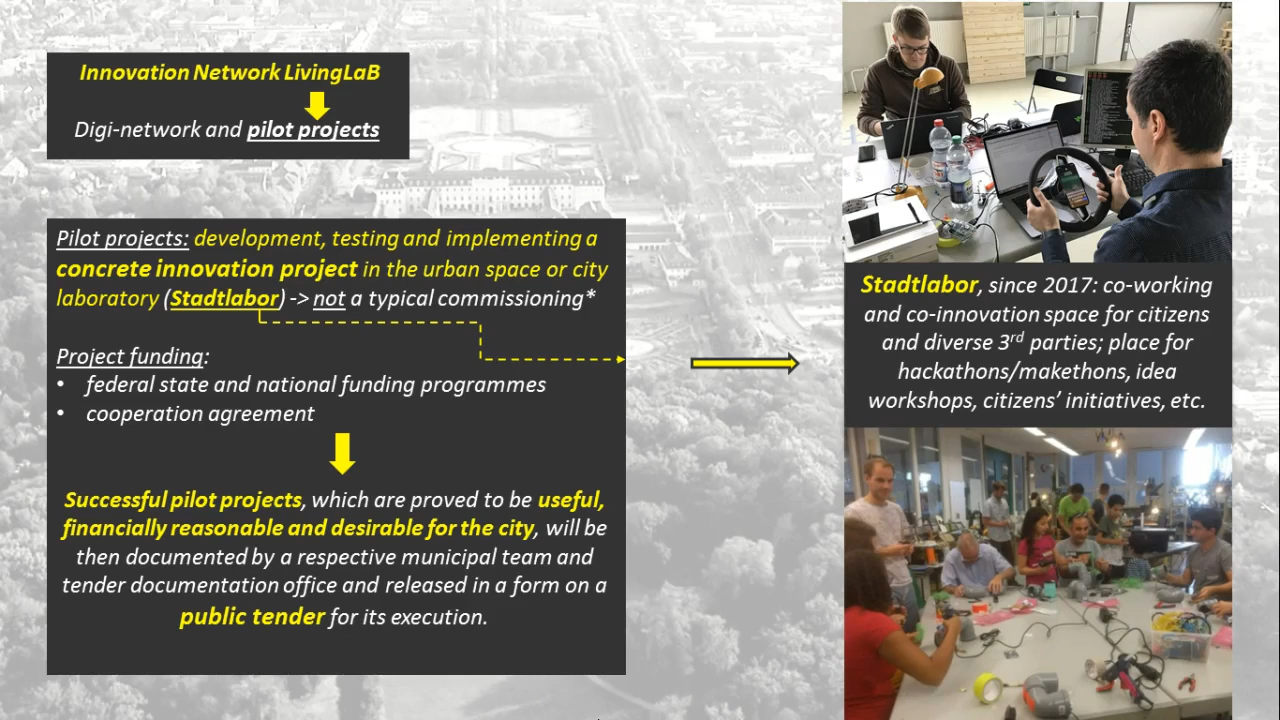 Innovation Network LivingLaB
Digi-network and pilot projects
Pilot projects: development, testing and implementing a
concrete innovation project in the urban space or city
laboratory (Stadtlabor) -> not a typical commissioning*
Project funding:
• federal state and national funding programmes
• cooperation agreement
Successful pilot projects, which are proved to be useful,
financially reasonable and desirable for the city, will be
then documented by a respective municipal team and
tender documentation office and released in a form on a
public tender for its execution.
Stadtlabor, since 2017: co-working
and co-innovation space for citizens
and diverse 3rd parties; place for
hackathons/makethons, idea
workshops, citizens’ initiatives, etc.